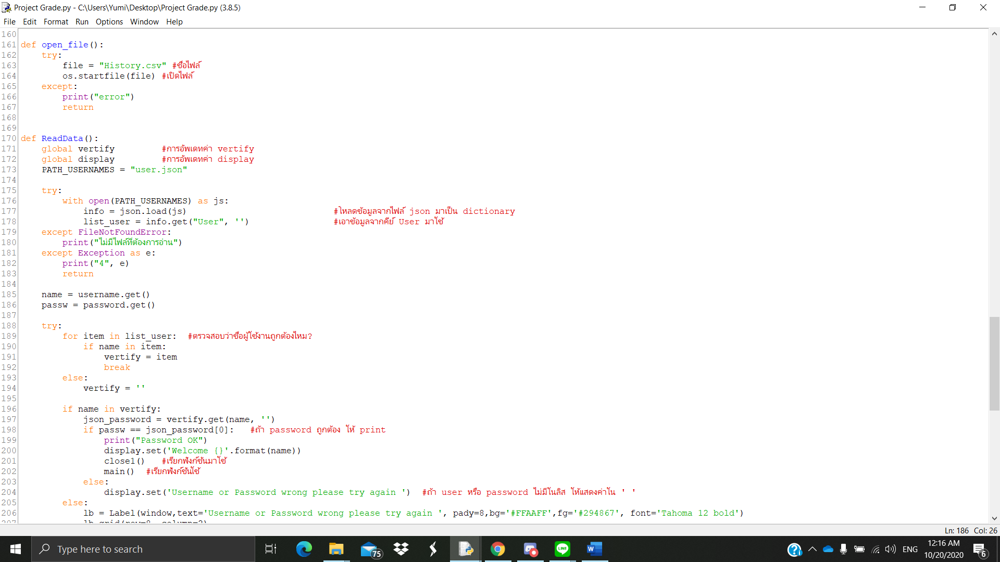 Project Grade.py - C:\Users\Yumi\Desktop\Project Grade.py (3.8.5)
File Edit Format Run Options Window Help
160
161 def open_file():
162     try:
163         file = "History.csv" #ชื่อไฟล์
164         os.startfile(file) #เปิดไฟล์
165     except:
166         print("error")
167         return
168
169
170 def ReadData():
171     global vertify         #การอัพเดทค่า vertify
172     global display         #การอัพเดทค่า display
173     PATH_USERNAMES = "user.json"
174
175     try:
176         with open(PATH_USERNAMES) as js:
177             info = json.load(js)                            #โหลดข้อมูลจากไฟล์ json มาเป็น dictionary
178             list_user = info.get("User", '')                #เอาข้อมูลจากคีย์ User มาใช้
179     except FileNotFoundError:
180         print("ไม่มีไฟล์ที่ต้องการอ่าน")
181     except Exception as e:
182         print("4", e)
183         return
184
185     name = username.get()
186     passw = password.get()
187
188     try:
189         for item in list_user:  #ตรวจสอบว่าชื่อผู้ใช้งานถูกต้องไหม?
190             if name in item:
191                 vertify = item
192                 break
193         else:
194             vertify = ''
195
196         if name in vertify:
197             json_password = vertify.get(name, '')
198             if passw == json_password[0]:   #ถ้า password ถูกต้อง ให้ print
199                 print("Password OK")
200                 display.set('Welcome {}'.format(name))
201                 close1()   #เรียกฟังก์ชั่นมาใช้
202                 main()  #เรียกฟังก์ชั่นใช้
203             else:
204                 display.set('Username or Password wrong please try again ')  #ถ้า user หรือ password ไม่มีในลิส ให้แสดงค่าใน ' '
205         else:
206             lb = Label(window,text='Username or Password wrong please try again ', pady=8,bg='#FFAAFF',fg='#294867', font='Tahoma 12 bold')
Ln: 186 Col: 26
Type here to search
75
LINE
W
ENG
12:16 AM
10/20/2020
6